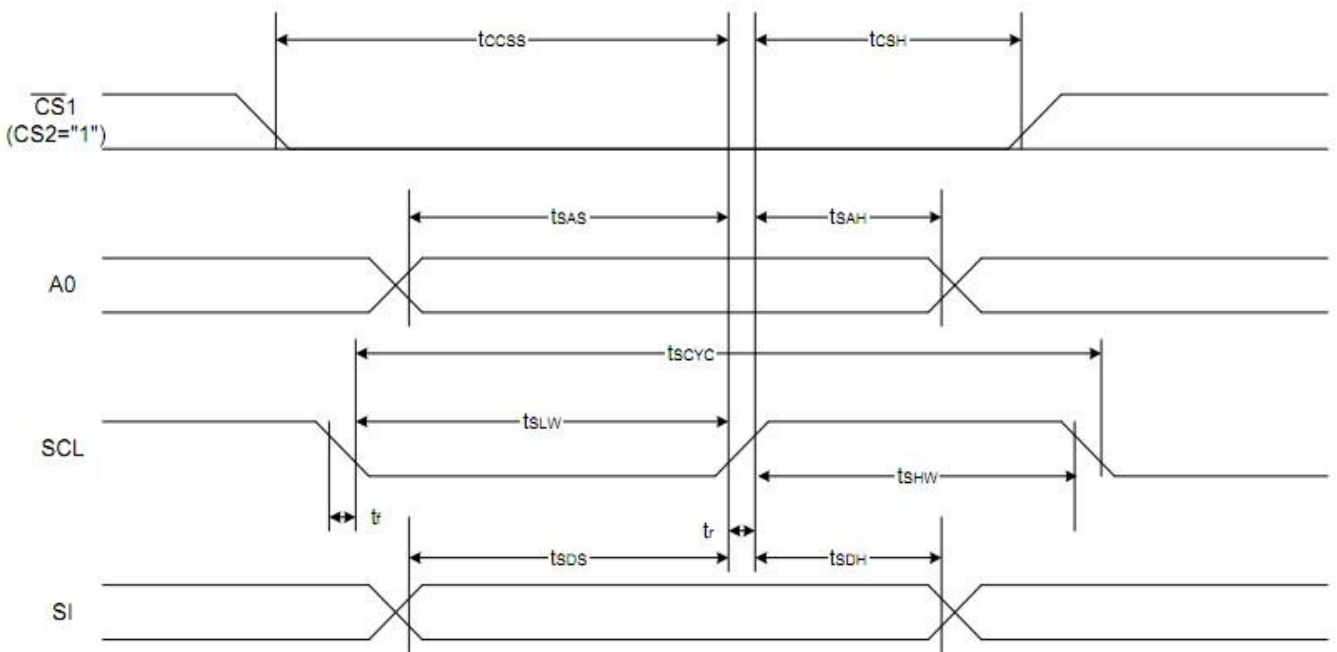 tCCSS
tCSH
CS1
(CS2="1")
tSAS
tSAH
A0
tSCYC
tSLW
SCL
tSHW
tf
tr
tSDS
tSDH
SI